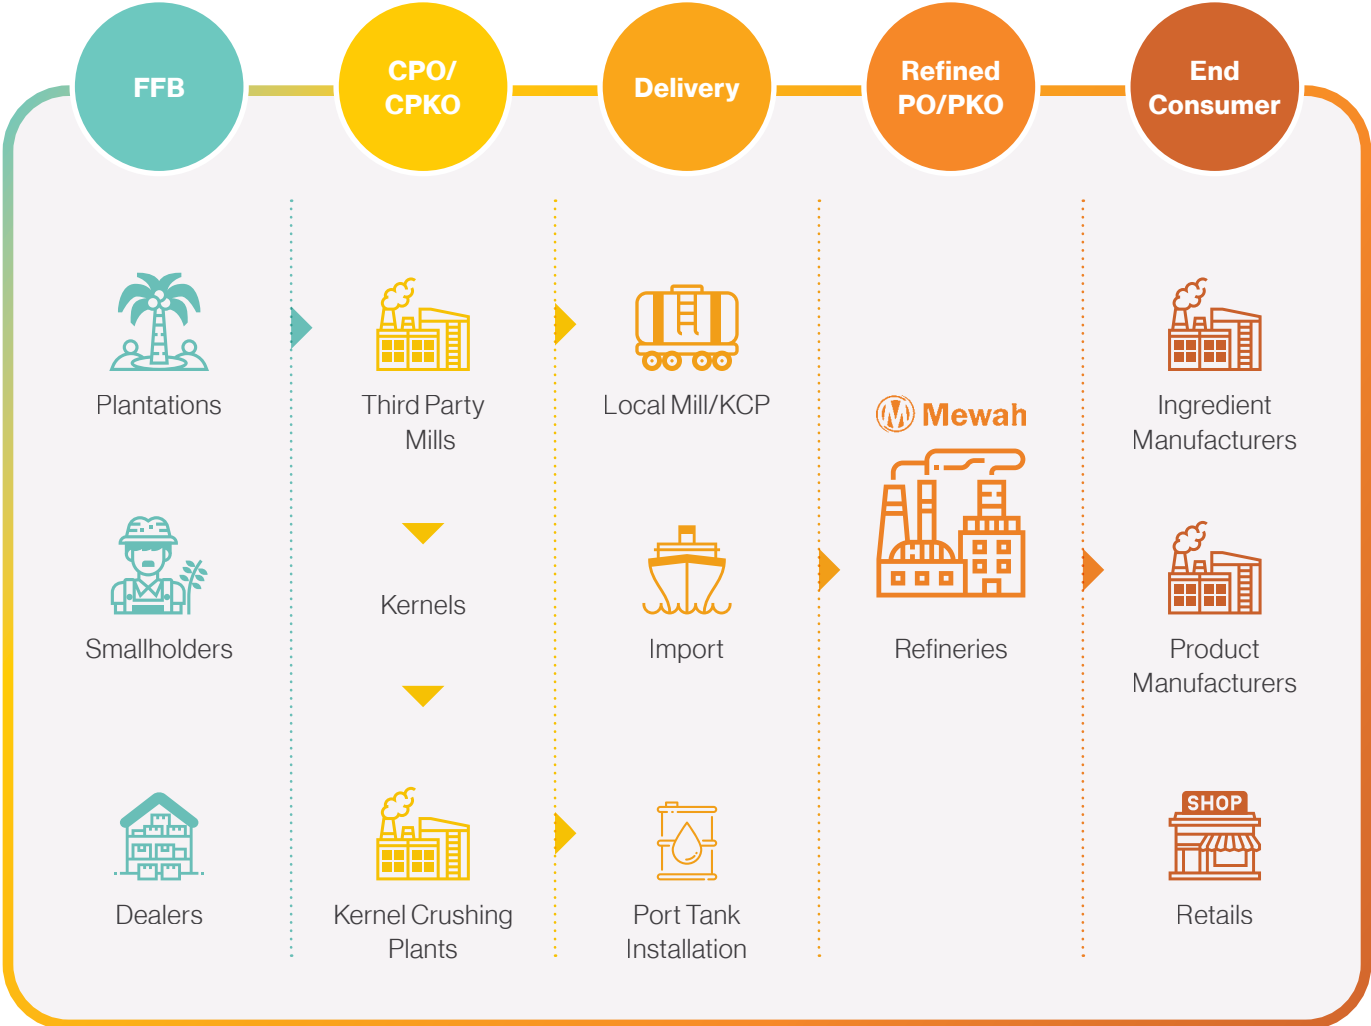 FFB
CPO/
CPKO
Delivery
Refined
PO/PKO
End
Consumer
Plantations
Smallholders
Dealers
Third Party
Mills
Kernels
Kernel Crushing
Plants
Local Mill/KCP
Import
Port Tank
Installation
Mewah
Refineries
Ingredient
Manufacturers
Product
Manufacturers
SHOP
Retails